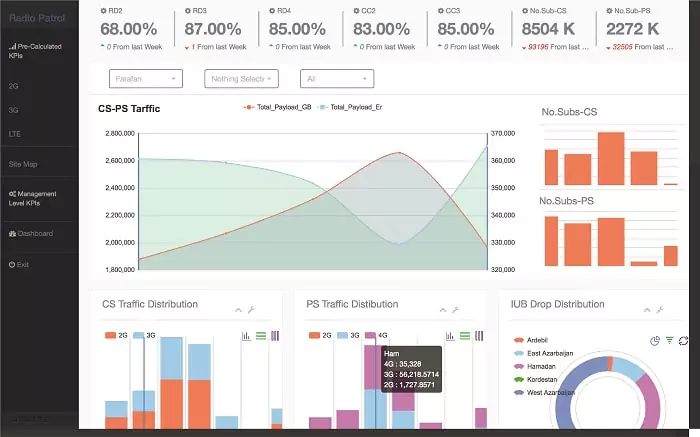 Radio Patrol
Pre-Calculated
KPIs
2G
3G
LTE
Site Map
Management
Level KPIs
Dashboard
Exit
RD2
68.00%
0 From last Week
RD3
87.00%
1 From last Week
RD4
85.00%
0 From last Week
CC2
83.00%
0 From last Week
CC3
85.00%
0 From last Week
No.Sub-CS
8504 K
93196 From last ...
No.Sub-PS
2272 K
32505 From last ...
Parafan
Nothing Selectv
All
CS-PS Tarffic
Total_Payload_GB
Total_Payload_Er
2,800,000
2,600,000
2,400,000
2,200,000
2,000,000
1,800,000
370,000
360,000
350,000
340,000
330,000
320,000
No.Subs-CS
No.Subs-PS
CS Traffic Distribution
2G 3G
PS Traffic Distibution
2G 3G 4G
Ham
4G : 35,328
3G : 56,218.5714
2G : 1,727.8571
IUB Drop Distribution
Ardebil
East Azarbaijan
Hamadan
Kordestan
West Azarbaijan